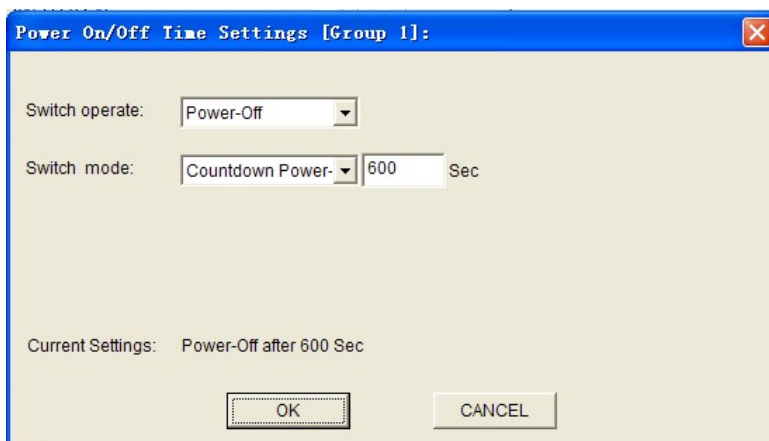 Power On/Off Time Settings [Group 1]:
Switch operate: Power-Off
Switch mode: Countdown Power- 600 Sec
Current Settings: Power-Off after 600 Sec
OK CANCEL